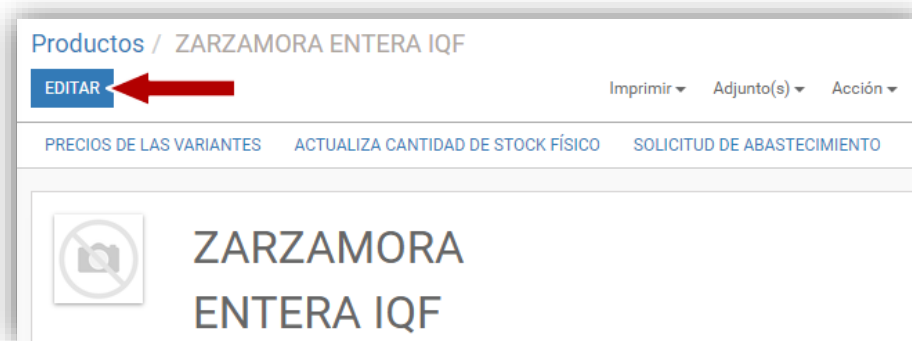 Productos / ZARZAMORA ENTERA IQF
EDITAR
Imprimir Adjunto(s) Acción
PRECIOS DE LAS VARIANTES ACTUALIZA CANTIDAD DE STOCK FÍSICO SOLICITUD DE ABASTECIMIENTO
ZARZAMORA
ENTERA IQF